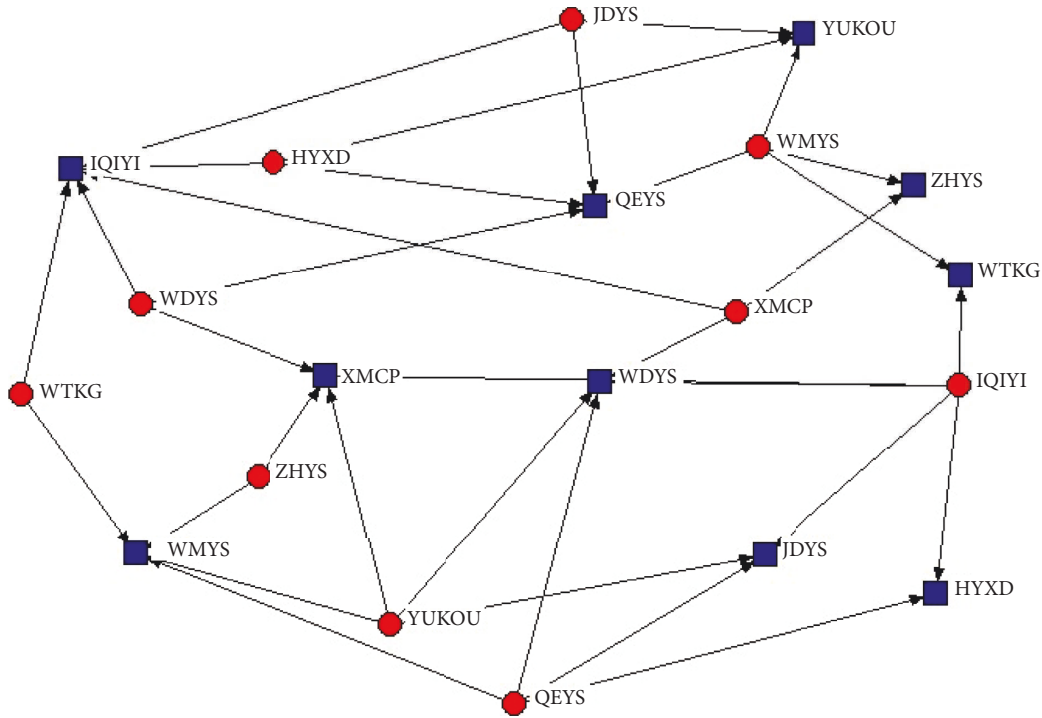 JDYS
YUKOU
WMYS
HYXD
IQIYI
ZHYS
QEYS
WTKG
WDYS
XMCP
XMCP
WDYS
IQIYI
WTKG
ZHYS
WMYS
JDYS
HYXD
YUKOU
QEYS